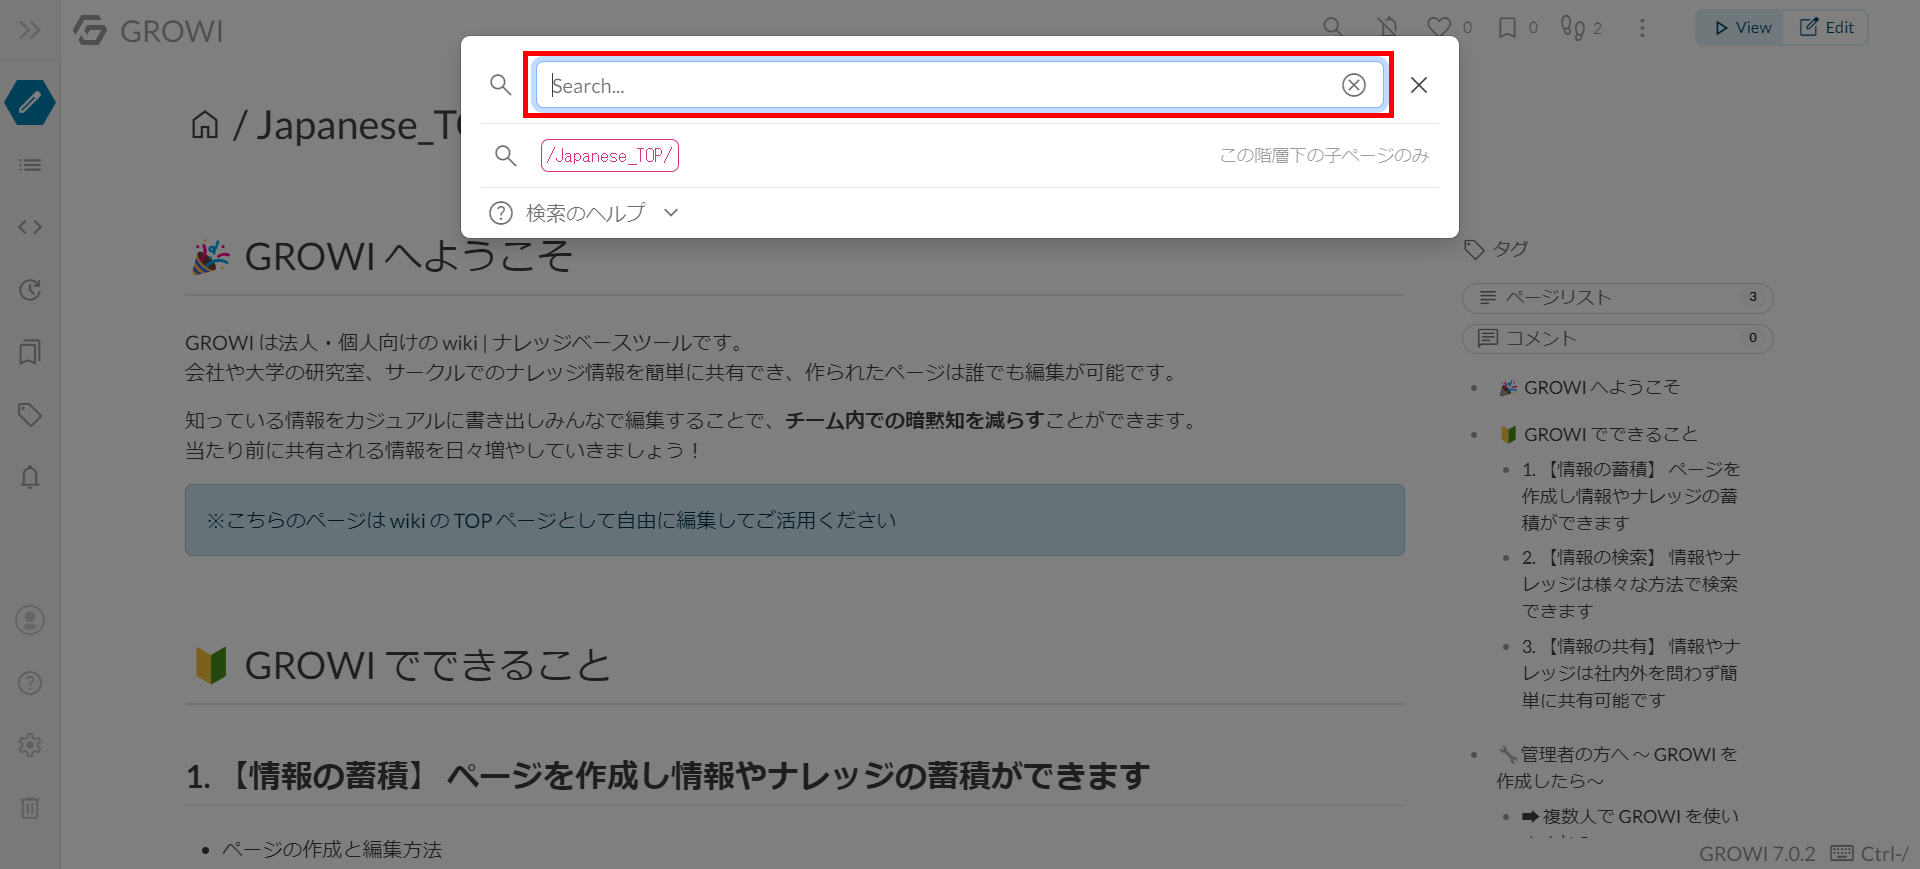 GROWI
0
0
2
View
Edit
Search...
/ Japanese_T
/Japanese_TOP/
この階層下の子ページのみ
検索のヘルプ
GROWI へようこそ
タグ
ページリスト
3
コメント
0
GROWI は法人・個人向けの wiki | ナレッジベースツールです。
会社や大学の研究室、サークルでのナレッジ情報を簡単に共有でき、作られたページは誰でも編集が可能です。
知っている情報をカジュアルに書き出しみんなで編集することで、チーム内での暗黙知を減らすことができます。
当たり前に共有される情報を日々増やしていきましょう！
※こちらのページは wiki の TOP ページとして自由に編集してご活用ください
GROWI でできること
1. 【情報の蓄積】 ページを作成し情報やナレッジの蓄積ができます
ページの作成と編集方法
GROWI へようこそ
GROWI でできること
1. 【情報の蓄積】 ページを
作成し情報やナレッジの蓄
積ができます
2. 【情報の検索】 情報やナ
レッジは様々な方法で検索
できます
3. 【情報の共有】 情報やナ
レッジは社内外を問わず簡
単に共有可能です
管理者の方へ 〜 GROWI を
作成したら〜
複数人で GROWI を使い
GROWI 7.0.2
Ctrl-/